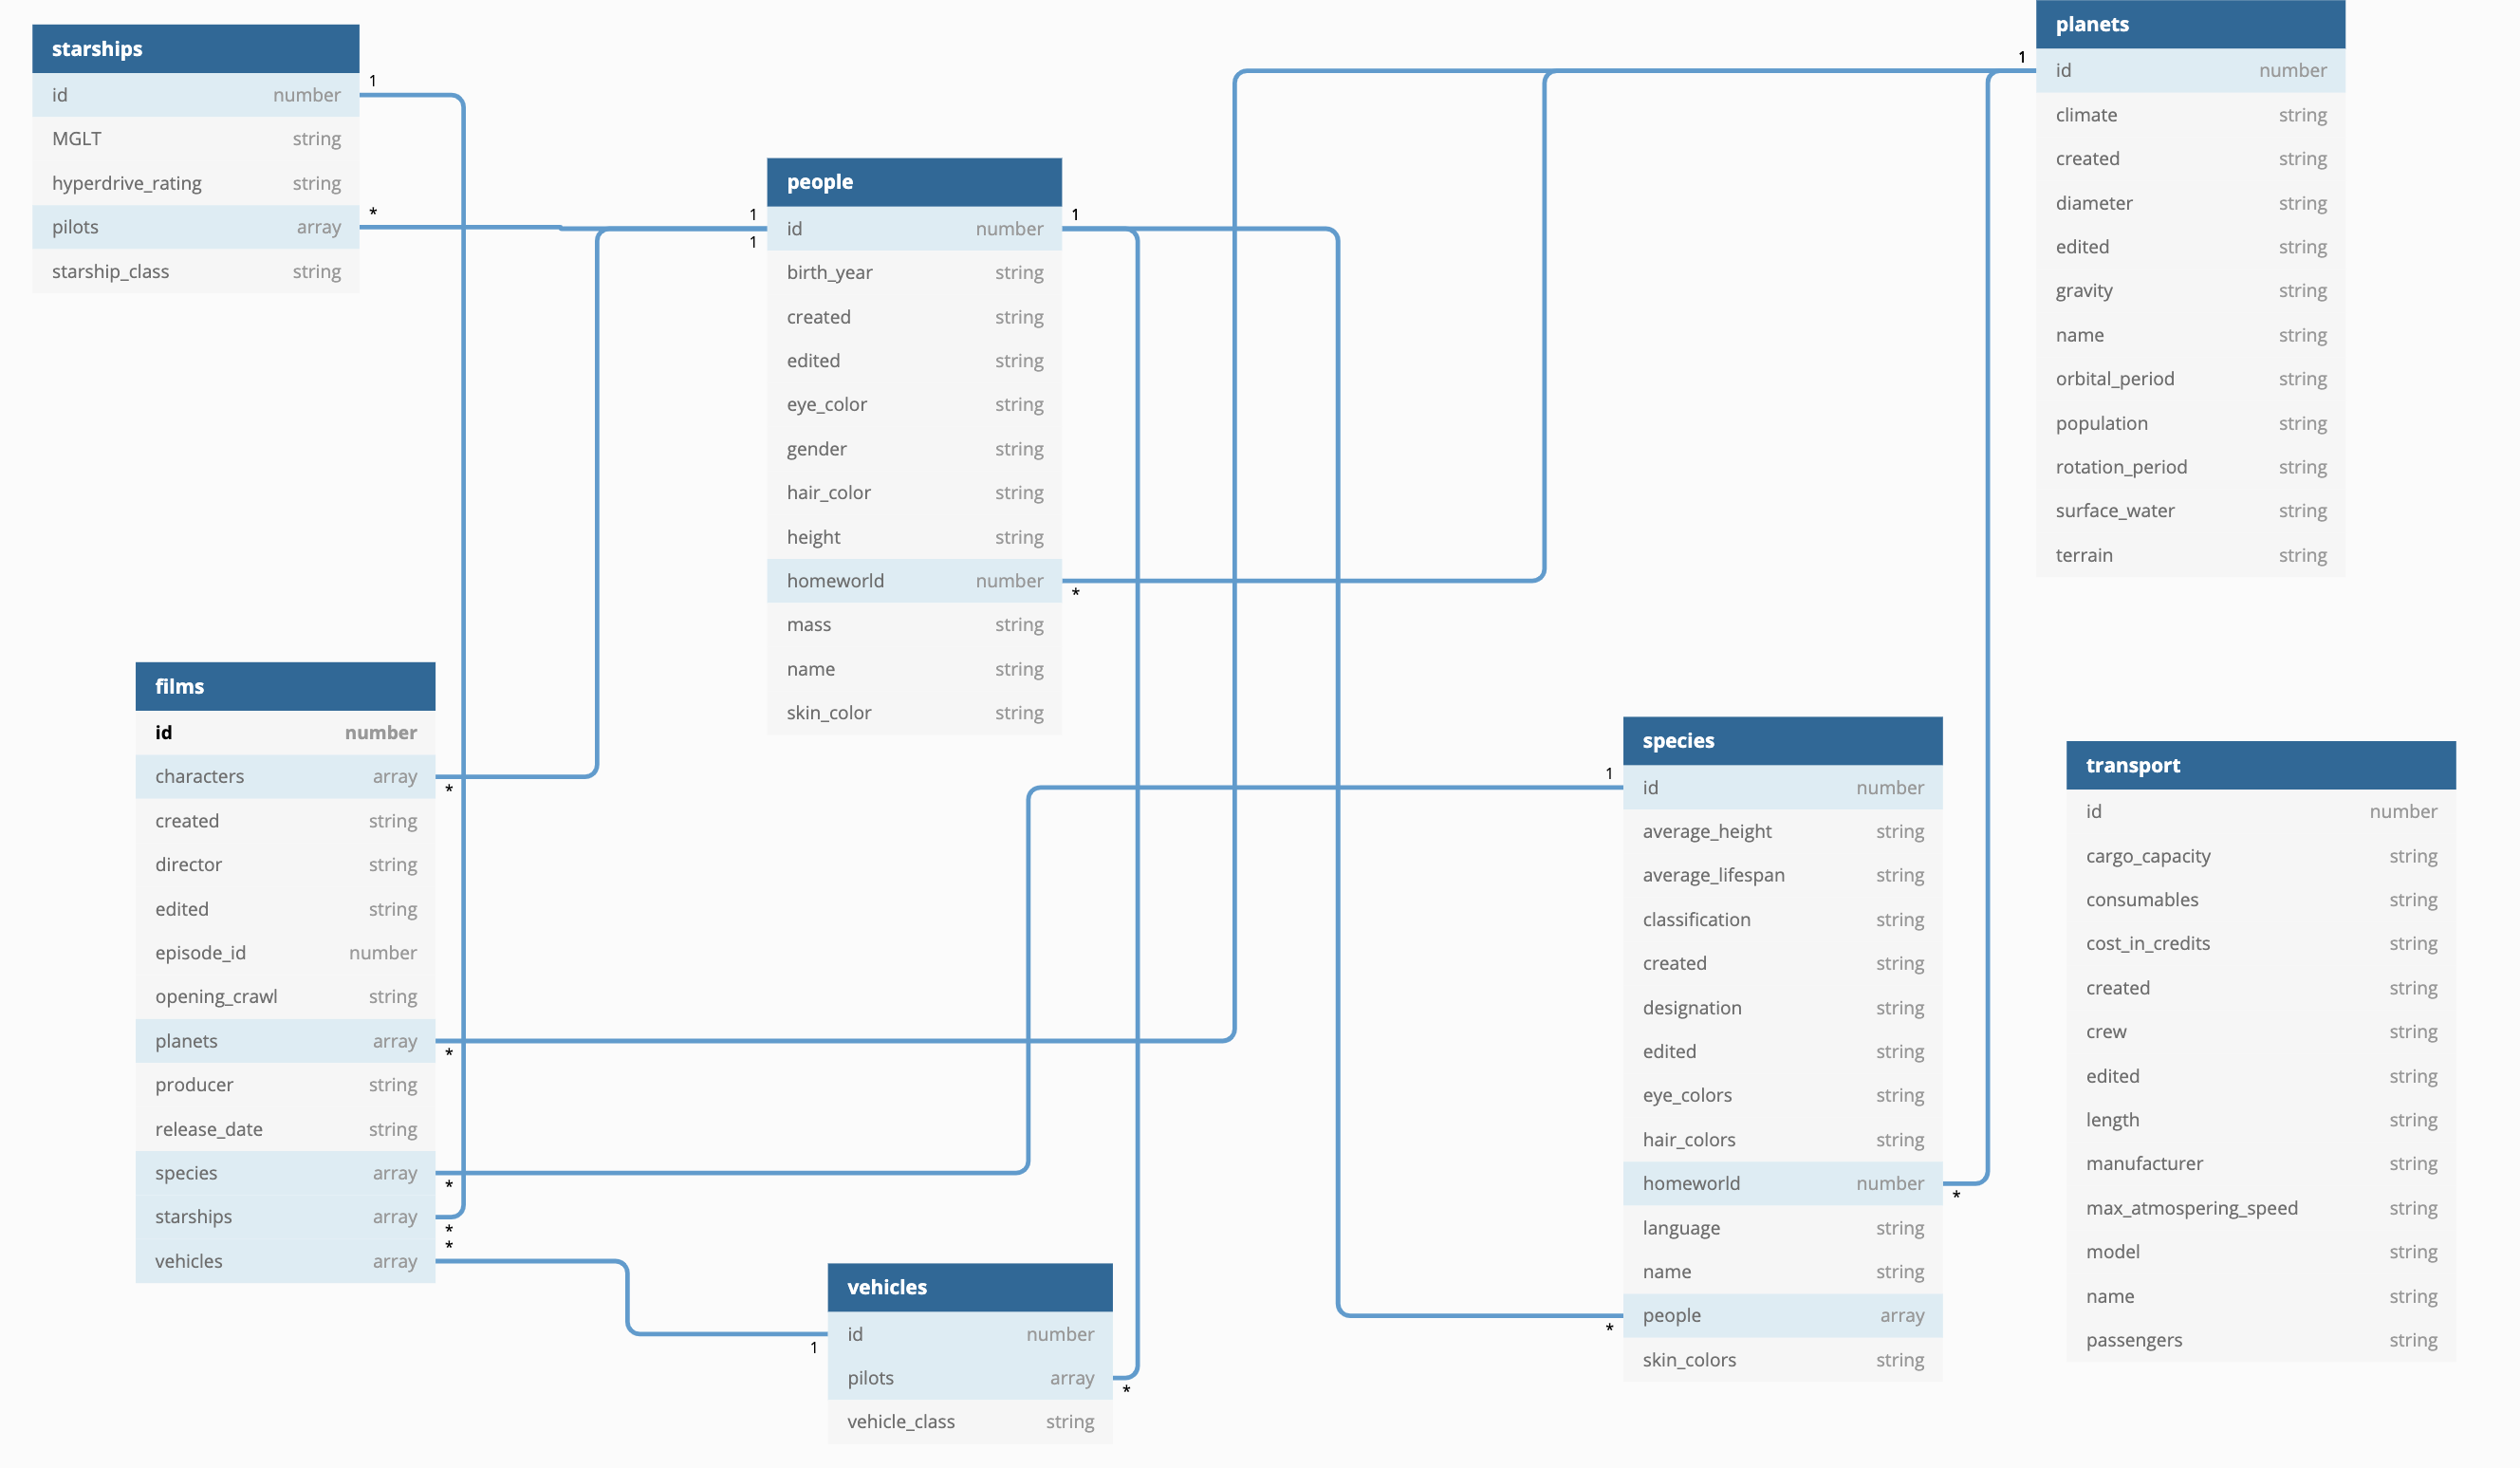 starships
1
id number
MGLT string
hyperdrive_rating string
*
pilots array
starship_class string
people
1 1
id number
1
birth_year string
created string
edited string
eye_color string
gender string
hair_color string
height string
homeworld number
*
mass string
name string
skin_color string
planets
1
id number
climate string
created string
diameter string
edited string
gravity string
name string
orbital_period string
population string
rotation_period string
surface_water string
terrain string
films
id number
characters array
*
created string
director string
edited string
episode_id number
opening_crawl string
planets array
*
producer string
release_date string
species array
*
starships array
*
*
vehicles array
vehicles
id number
1
pilots array
*
vehicle_class string
species
1
id number
average_height string
average_lifespan string
classification string
created string
designation string
edited string
eye_colors string
hair_colors string
homeworld number
*
language string
name string
people array
*
skin_colors string
transport
id number
cargo_capacity string
consumables string
cost_in_credits string
created string
crew string
edited string
length string
manufacturer string
max_atmospering_speed string
model string
name string
passengers string